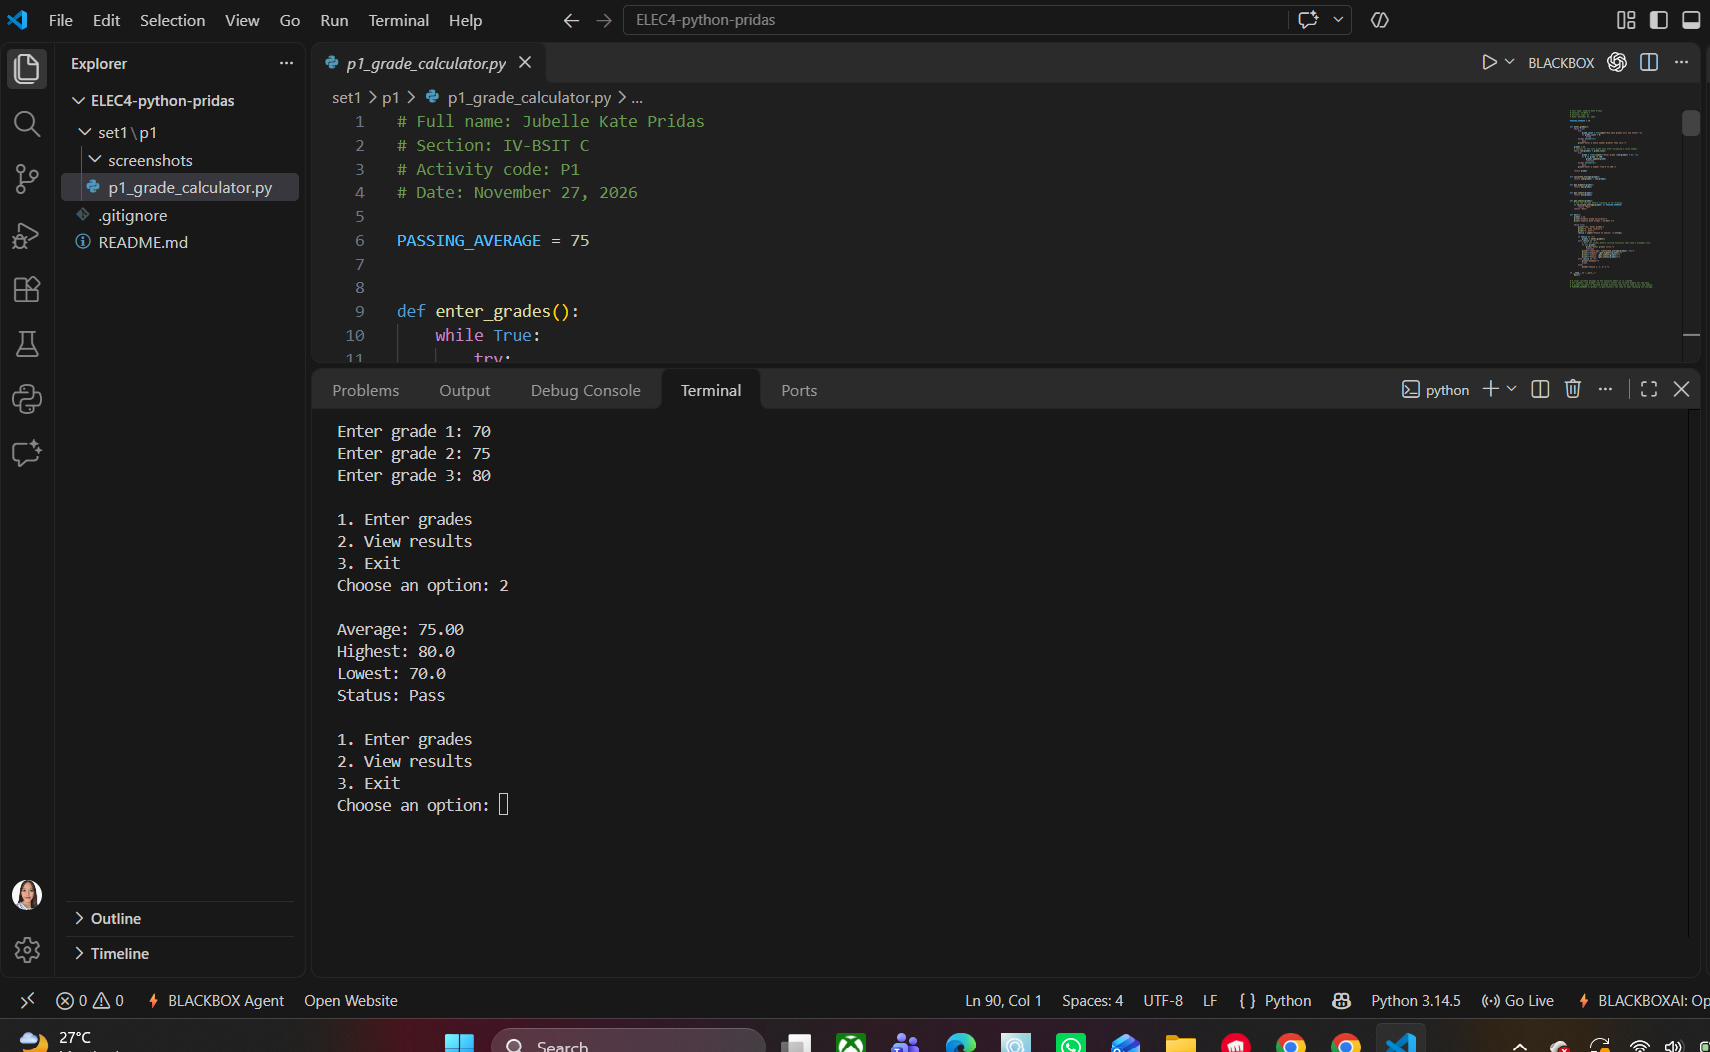 File Edit Selection View Go Run Terminal Help
ELEC4-python-pridas
Explorer
ELEC4-python-pridas
set1\p1
screenshots
p1_grade_calculator.py
.gitignore
README.md
Outline
Timeline
p1_grade_calculator.py
BLACKBOX
set1 > p1 > p1_grade_calculator.py > ...
1 # Full name: Jubelle Kate Pridas
2 # Section: IV-BSIT C
3 # Activity code: P1
4 # Date: November 27, 2026
5
6 PASSING_AVERAGE = 75
7
8
9 def enter_grades():
10 while True:
11 try:
Problems Output Debug Console Terminal Ports
python
Enter grade 1: 70
Enter grade 2: 75
Enter grade 3: 80
1. Enter grades
2. View results
3. Exit
Choose an option: 2
Average: 75.00
Highest: 80.0
Lowest: 70.0
Status: Pass
1. Enter grades
2. View results
3. Exit
Choose an option:
0 0 BLACKBOX Agent Open Website Ln 90, Col 1 Spaces: 4 UTF-8 LF {} Python Python 3.14.5 Go Live BLACKBOXAI: Op
27°C
Search